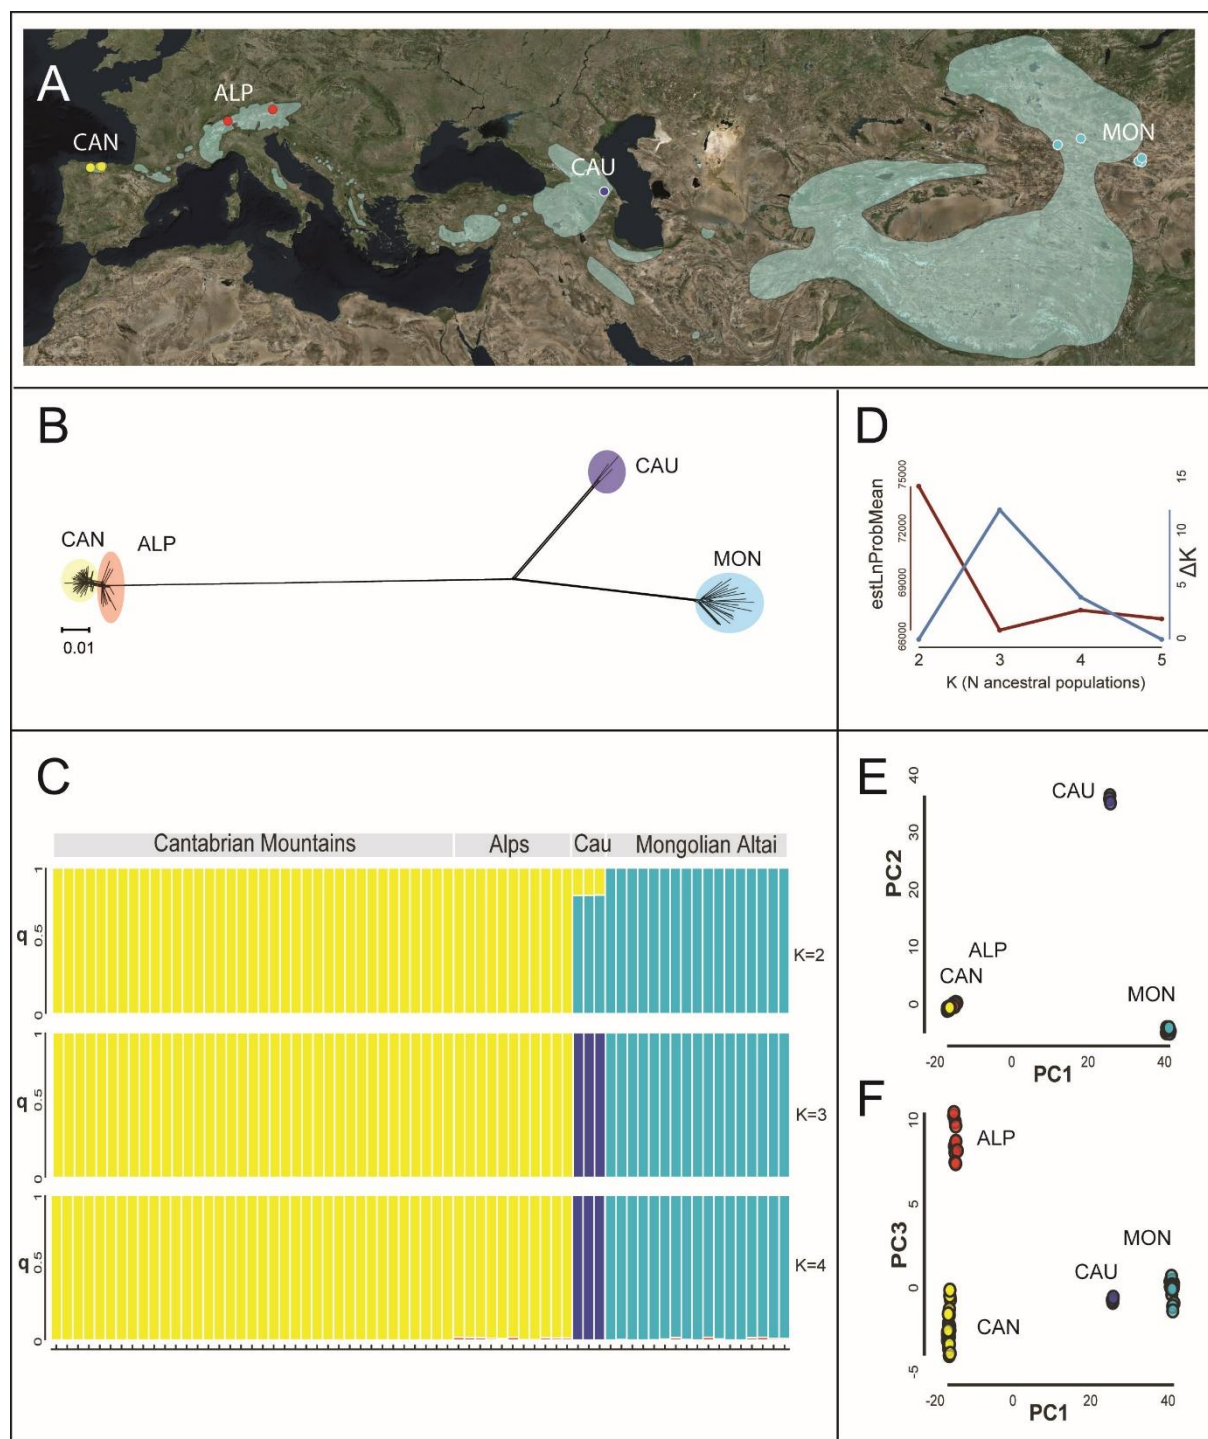 A
CAN
ALP
CAU
MON
B
CAN
ALP
CAU
MON
0.01
D
estLnProbMean
75000
72000
69000
66000
15
10
5
0
ΔK
2 3 4 5
K (N ancestral populations)
C
Cantabrian Mountains Alps Cau Mongolian Altai
q
1
0.5
0
K=2
q
1
0.5
0
K=3
q
1
0.5
0
K=4
E
PC2
40
30
20
10
0
CAU
ALP
CAN
MON
-20 0 20 40
PC1
F
PC3
10
5
0
-5
ALP
MON
CAU
CAN
-20 0 20 40
PC1